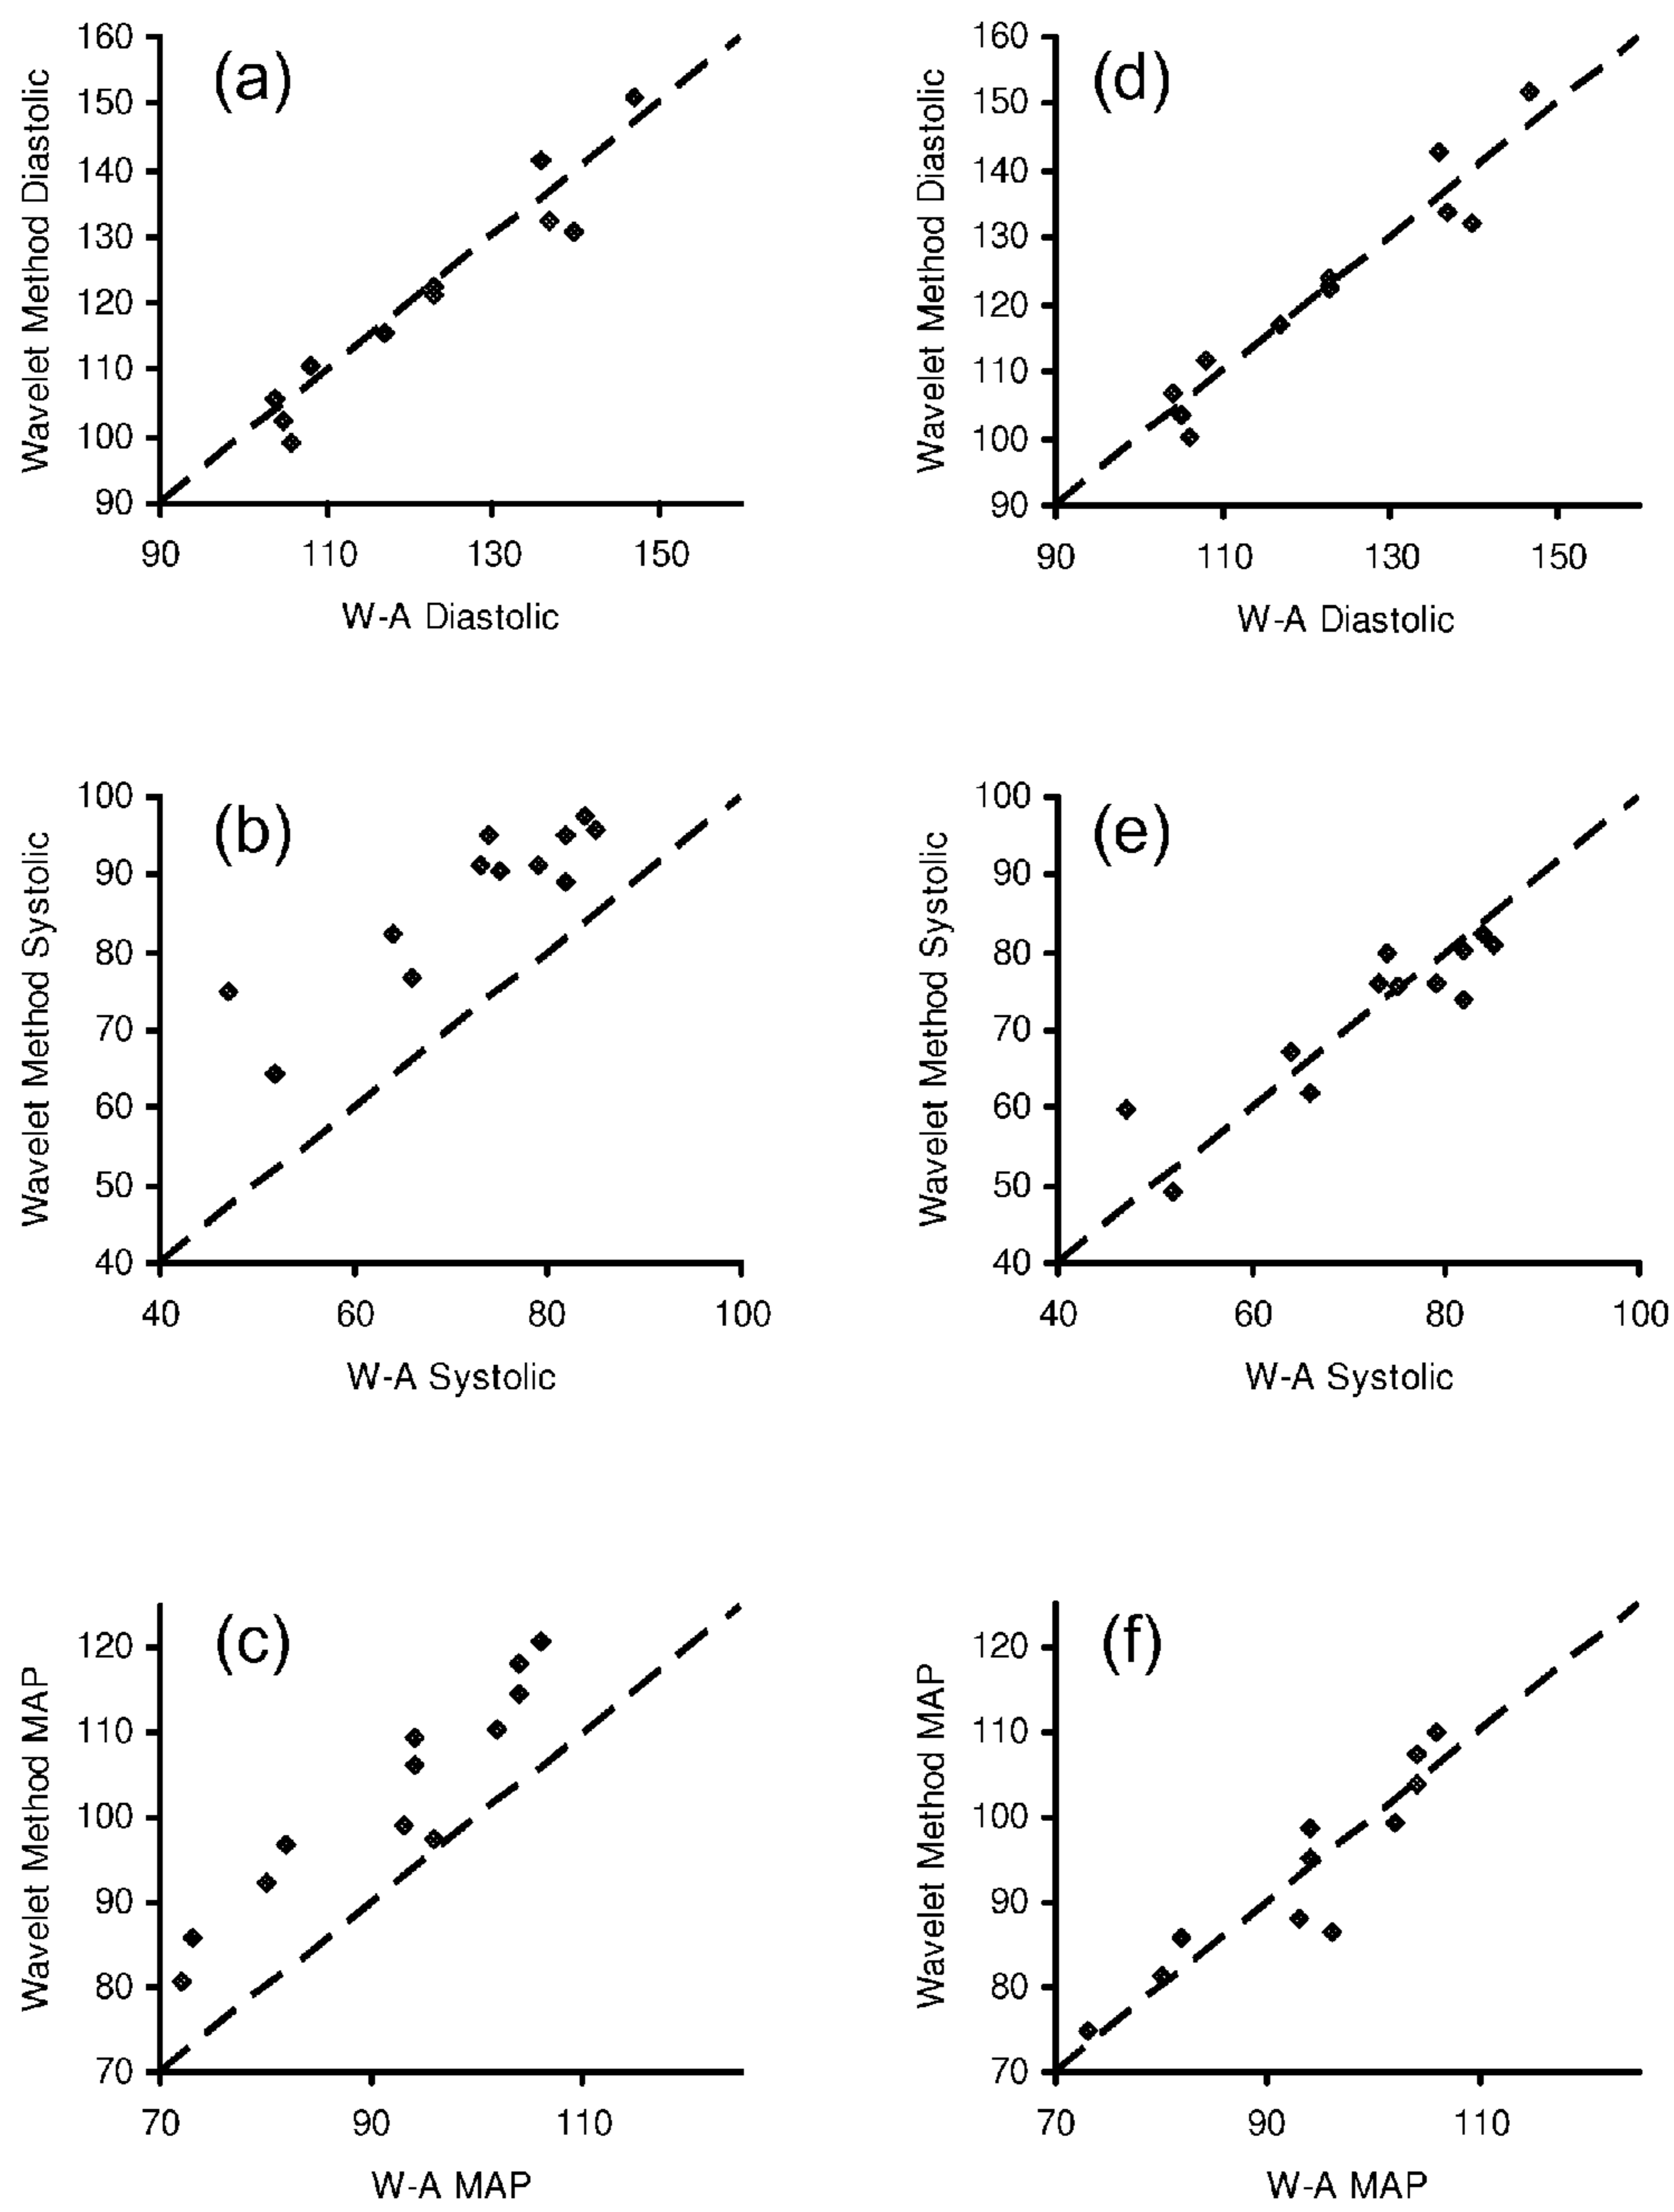 (a)
Wavelet Method Diastolic
160
150
140
130
120
110
100
90
90 110 130 150
W-A Diastolic
(d)
Wavelet Method Diastolic
160
150
140
130
120
110
100
90
90 110 130 150
W-A Diastolic
(b)
Wavelet Method Systolic
100
90
80
70
60
50
40
40 60 80 100
W-A Systolic
(e)
Wavelet Method Systolic
100
90
80
70
60
50
40
40 60 80 100
W-A Systolic
(c)
Wavelet Method MAP
120
110
100
90
80
70
70 90 110
W-A MAP
(f)
Wavelet Method MAP
120
110
100
90
80
70
70 90 110
W-A MAP